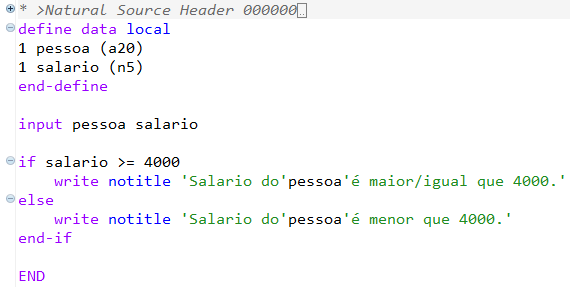 * >Natural Source Header 000000..
define data local
1 pessoa (a20)
1 salario (n5)
end-define
input pessoa salario
if salario >= 4000
write notitle 'Salario do'pessoa'é maior/igual que 4000.'
else
write notitle 'Salario do'pessoa'é menor que 4000.'
end-if
END